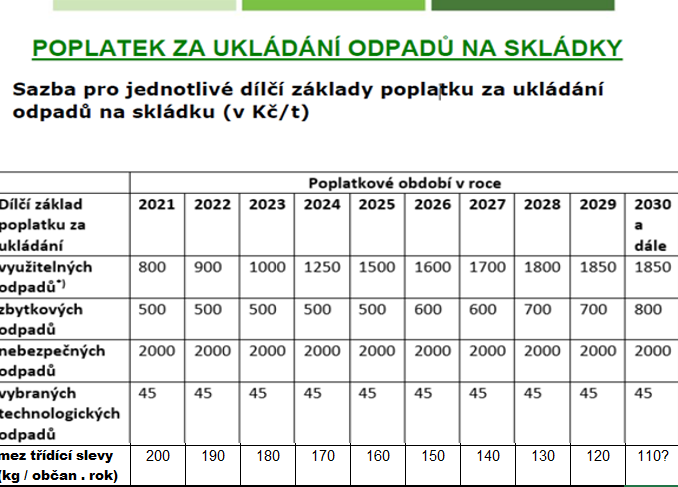 POPLATEK ZA UKLÁDÁNÍ ODPADŮ NA SKLÁDKY
Sazba pro jednotlivé dílčí základy poplatku za ukládání
odpadů na skládku (v Kč/t)
Poplatkové období v roce
Dílčí základ poplatku za ukládání 2021 2022 2023 2024 2025 2026 2027 2028 2029 2030 a dále
využitelných odpadů*) 800 900 1000 1250 1500 1600 1700 1800 1850 1850
zbytkových odpadů 500 500 500 500 500 600 600 700 700 800
nebezpečných odpadů 2000 2000 2000 2000 2000 2000 2000 2000 2000 2000
vybraných technologických odpadů 45 45 45 45 45 45 45 45 45 45
mez třídící slevy (kg / občan . rok) 200 190 180 170 160 150 140 130 120 110?